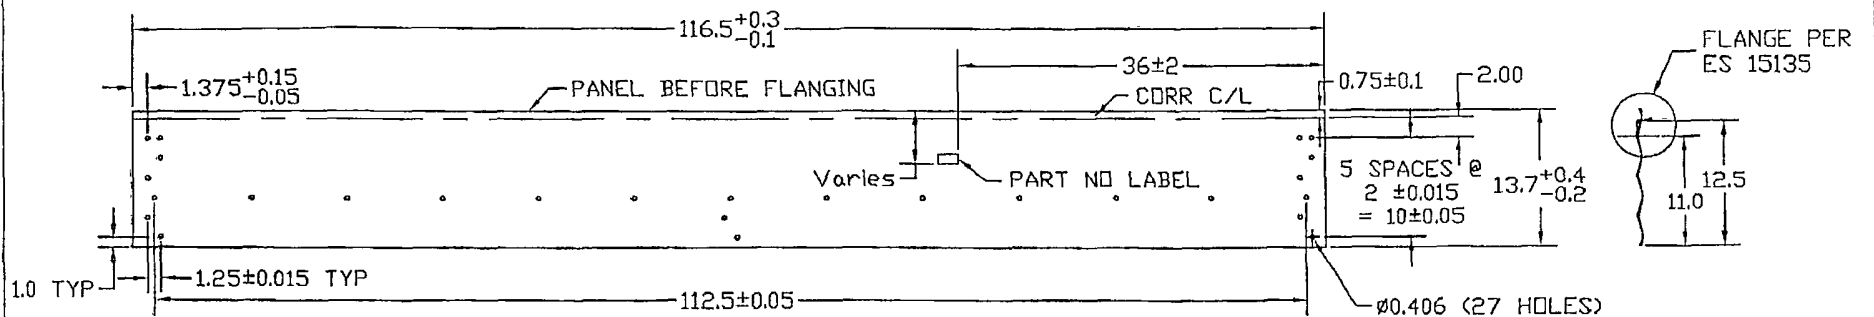 116.5+0.3
-0.1
FLANGE PER
ES 15135
36±2
1.375+0.15
-0.05
PANEL BEFORE FLANGING
CORR C/L
0.75±0.1
2.00
Varies
PART NO LABEL
5 SPACES @
2 ±0.015
= 10±0.05
13.7+0.4
-0.2
11.0
12.5
1.0 TYP
1.25±0.015 TYP
112.5±0.05
ø0.406 (27 HOLES)